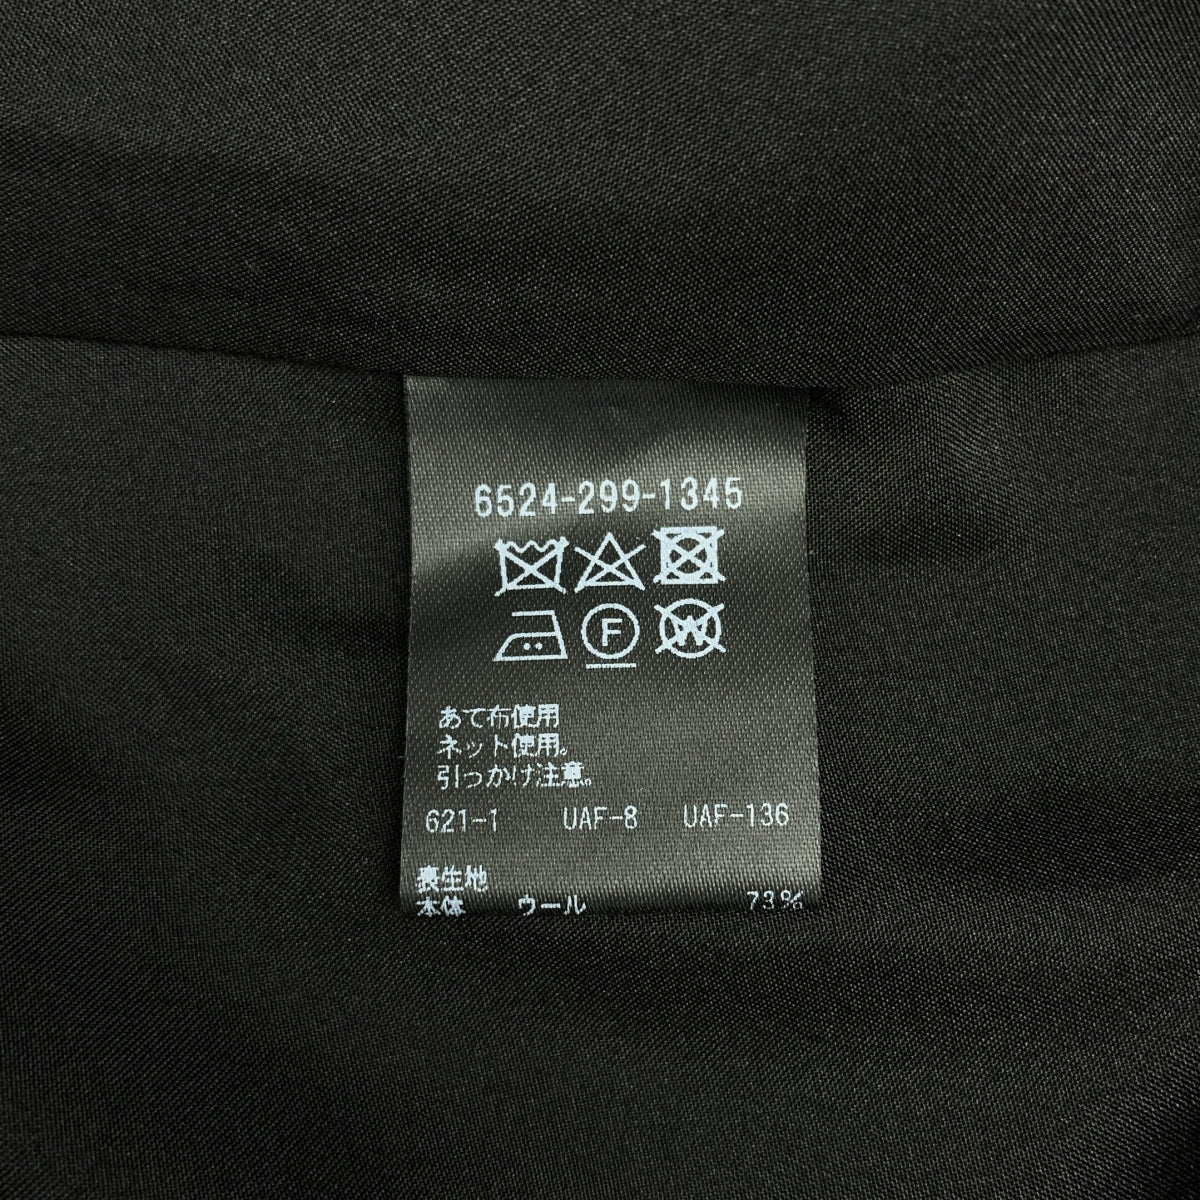 6524-299-1345
F
W
あて布使用
ネット使用。
引っかけ注意。
621-1 UAF-8 UAF-136
表生地
本体 ウール 73%